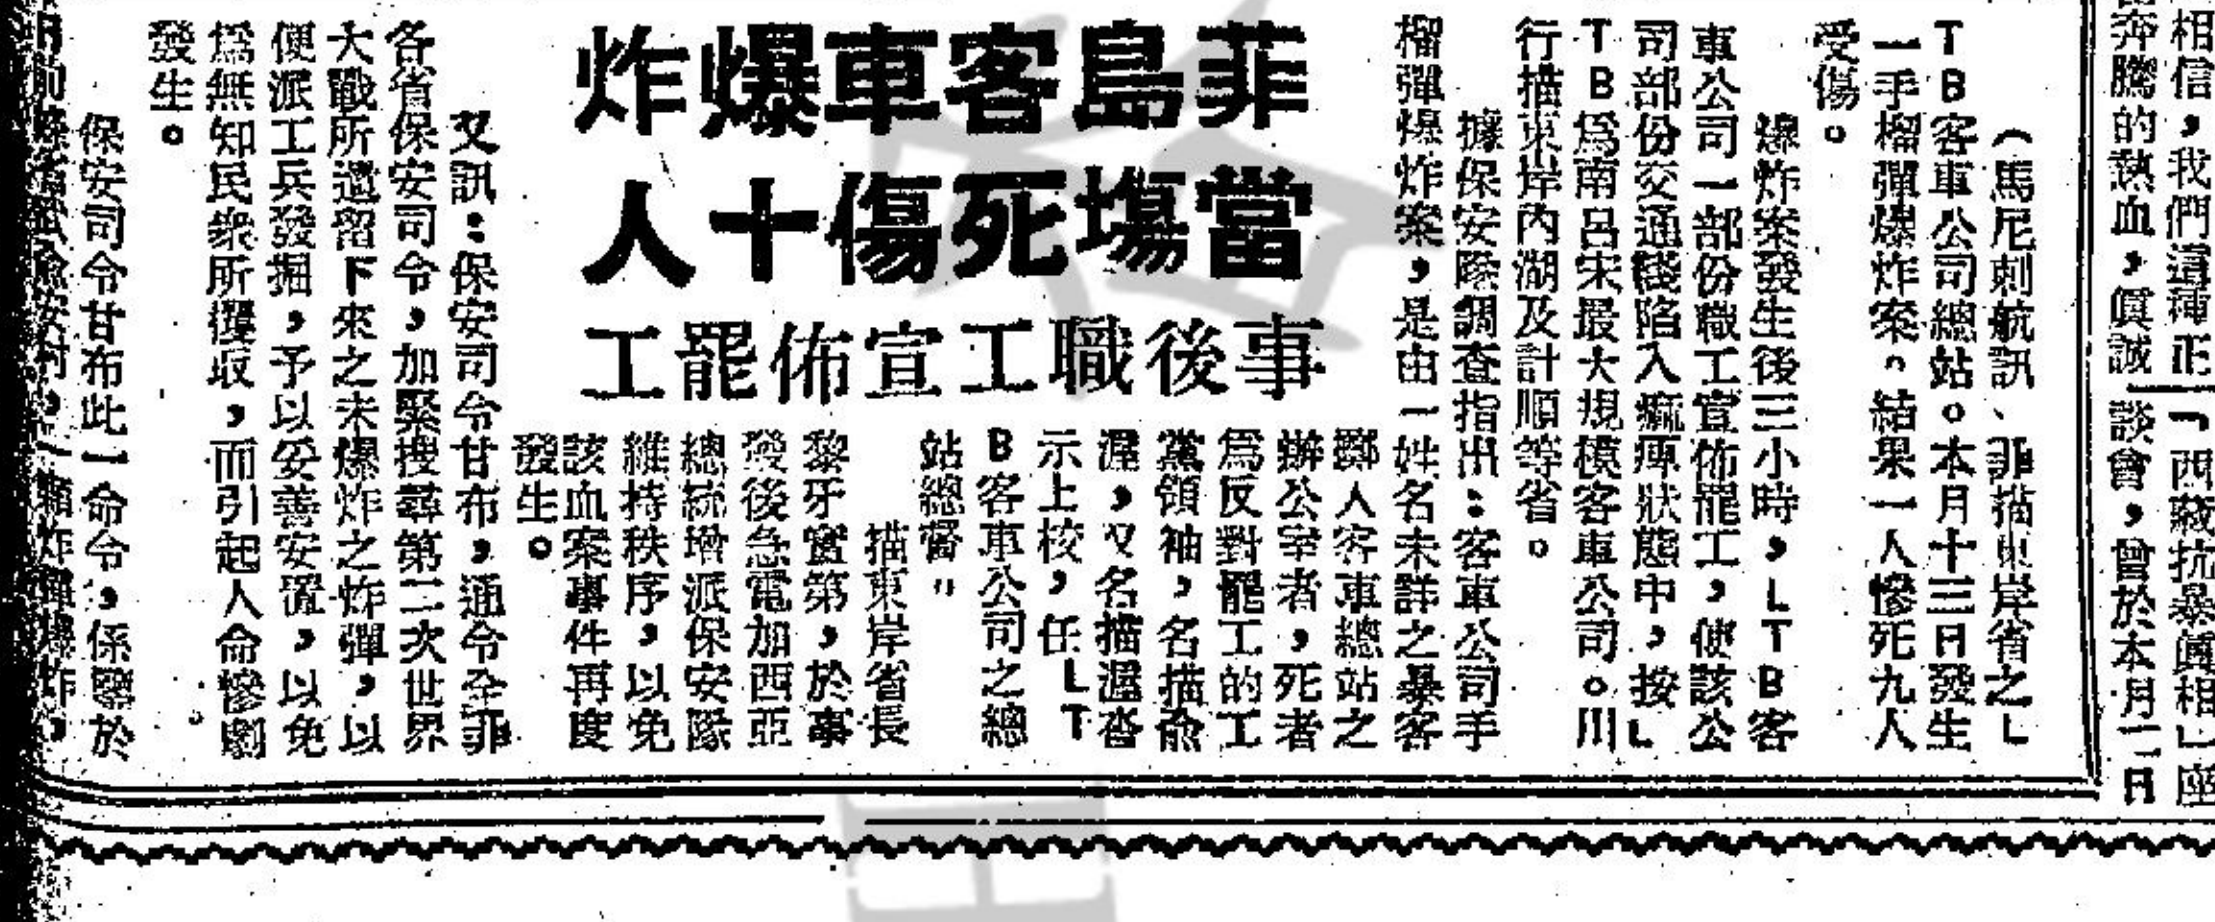 相信，我們這種正
奔騰的熱血，眞誠
「西藏抗暴眞相」座
談會，曾於本月二日
菲島客車爆炸
當塲死傷十人
事後職工宣佈罷工
（馬尼剌航訊、菲描東岸省之L
TB客車公司總站。本月十三日發生
一手榴彈爆炸案。結果一人慘死九人
受傷。
爆炸案發生後三小時，LTB客
車公司一部份職工宣佈罷工，使該公
司部份交通綫陷入癱瘓狀態中，按L
TB爲南呂宋最大規模客車公司。川
行描東岸內湖及計順等省。
據保安隊調查指出：客車公司手
榴彈爆炸案，是由一姓名未詳之暴客
擲入客車總站之
辦公室者，死者
爲反對罷工的工
黨領袖，名描兪
渥，又名描渥沓
示上校，任LT
B客車公司之總
站總督。
描東岸省長
黎牙實第，於事
發後急電加西亞
總統增派保安隊
維持秩序，以免
該血案事件再度
發生。
又訊：保安司令甘布，通令全菲
各省保安司令，加緊搜尋第二次世界
大戰所遺留下來之未爆炸之炸彈，以
便派工兵發掘，予以妥善安置，以免
爲無知民衆所攫取，而引起人命慘劇
發生。
保安司令甘布此一命令，係鑒於
一顆炸彈爆炸，